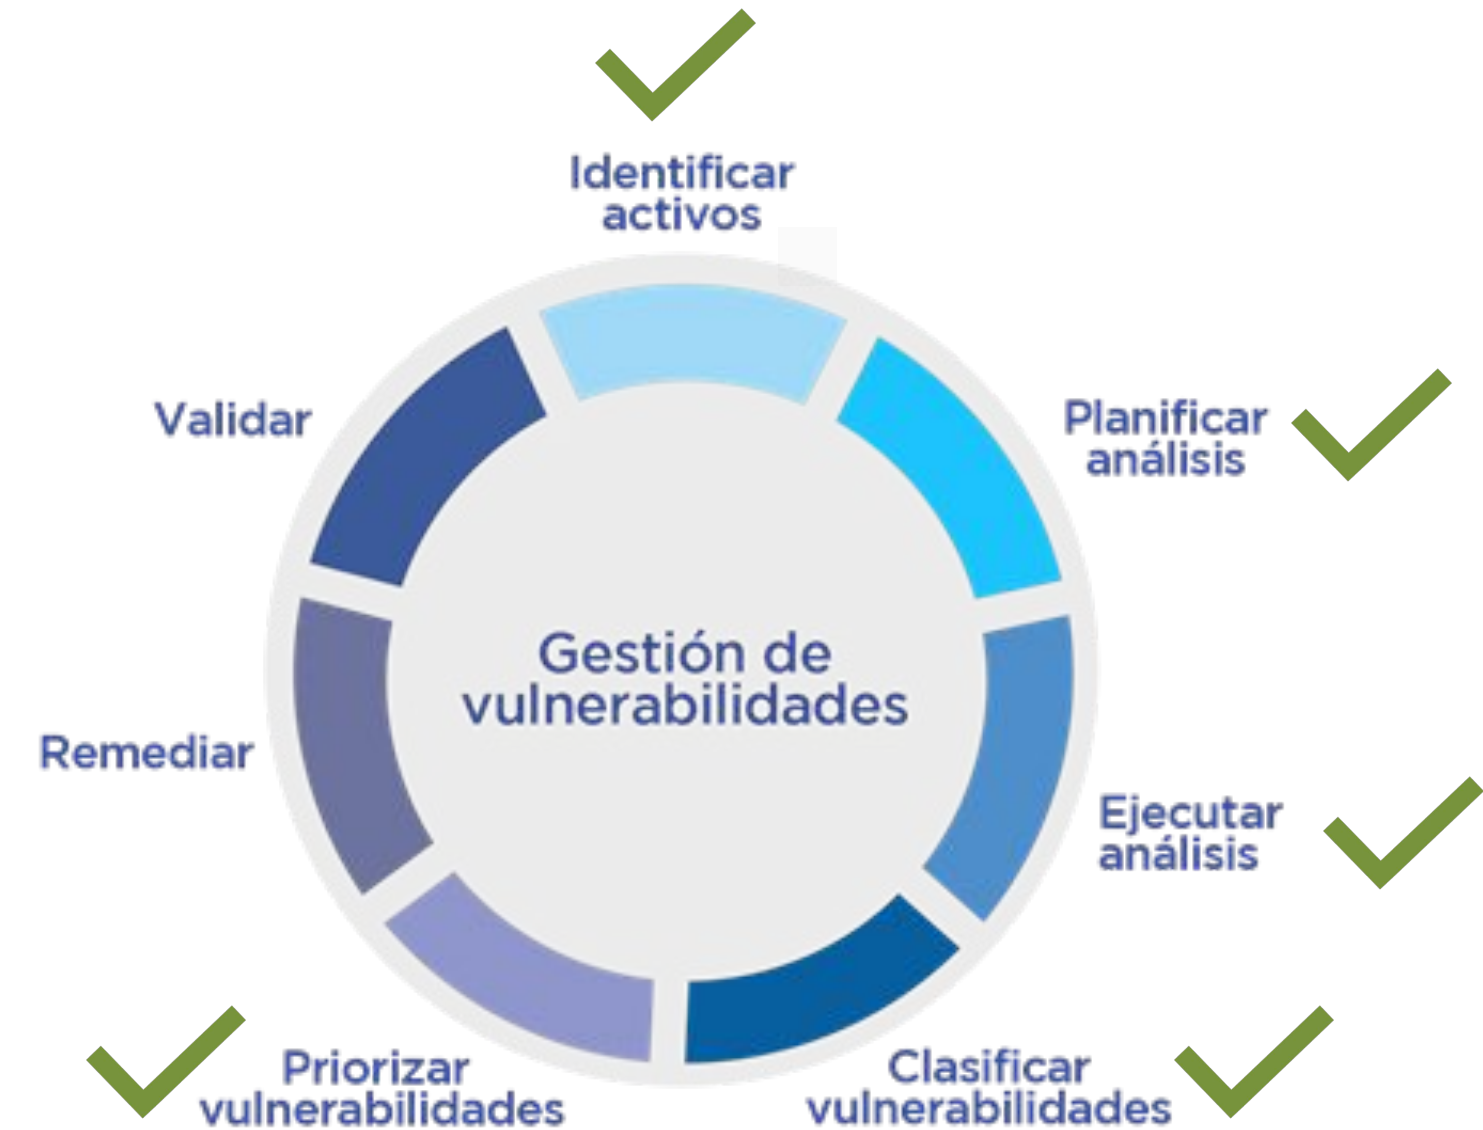 Identificar
activos
Planificar
análisis
Validar
Gestión de
vulnerabilidades
Remediar
Ejecutar
análisis
Clasificar
vulnerabilidades
Priorizar
vulnerabilidades